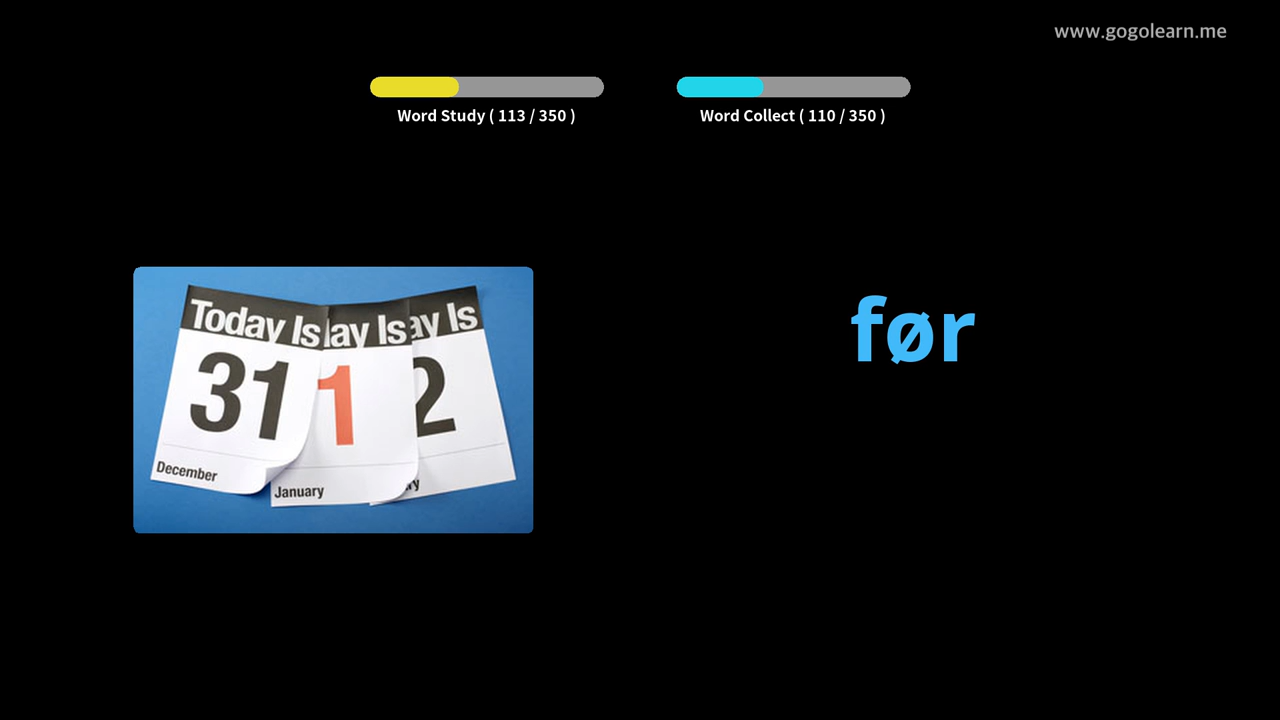 www.gogolearn.me
Word Study ( 113 / 350 )
Word Collect ( 110 / 350 )
før
Today Is
31
December
ay Is
1
January
ay Is
2
ry